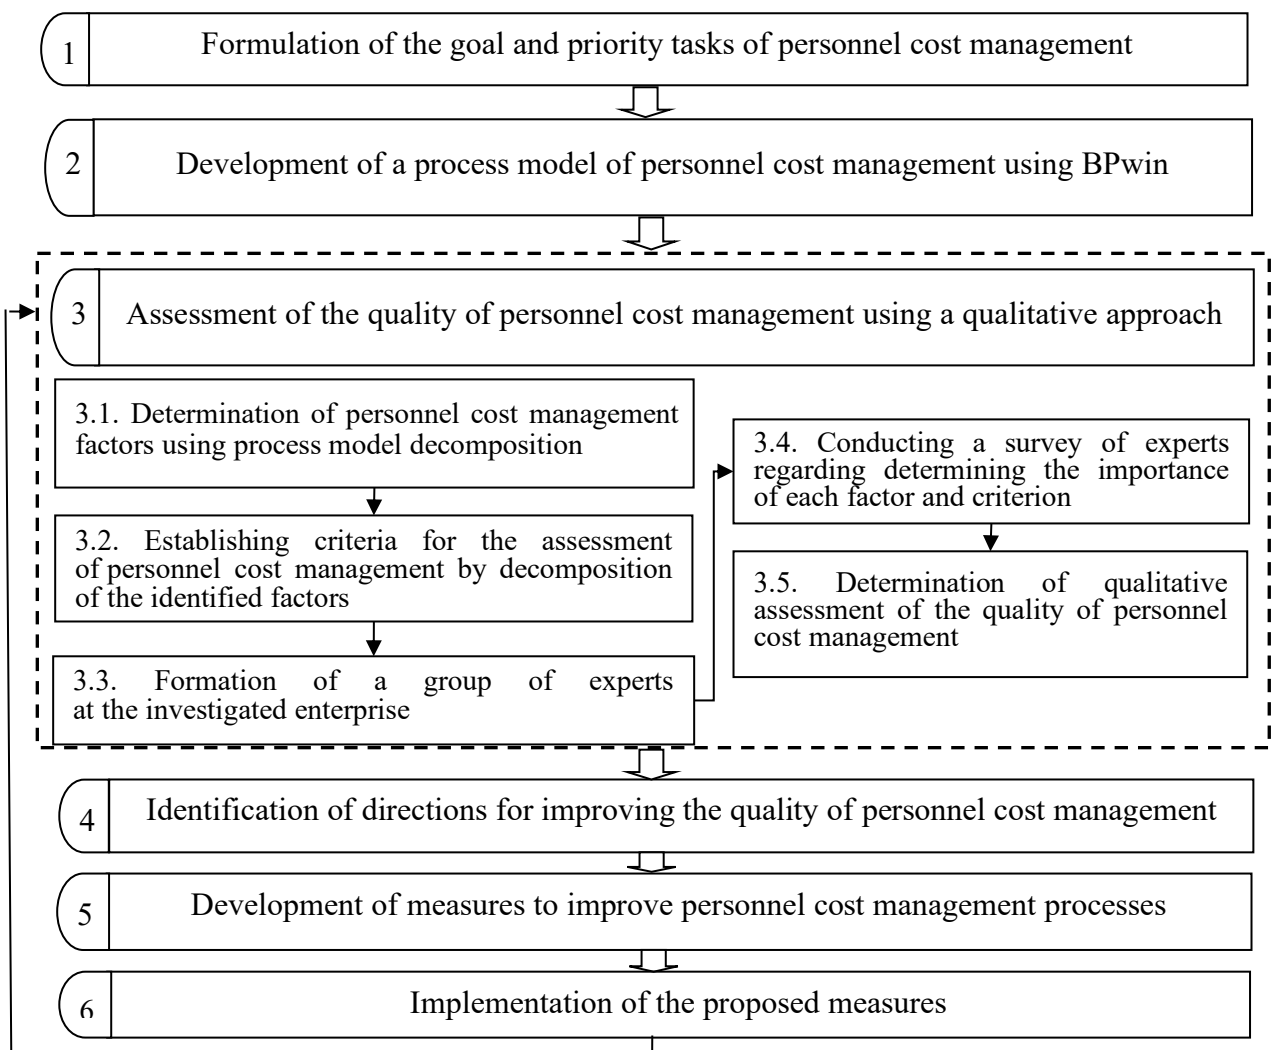 1
Formulation of the goal and priority tasks of personnel cost management
2
Development of a process model of personnel cost management using BPwin
3
Assessment of the quality of personnel cost management using a qualitative approach
3.1. Determination of personnel cost management
factors using process model decomposition
3.2. Establishing criteria for the assessment
of personnel cost management by decomposition
of the identified factors
3.3. Formation of a group of experts
at the investigated enterprise
3.4. Conducting a survey of experts
regarding determining the importance
of each factor and criterion
3.5. Determination of qualitative
assessment of the quality of personnel
cost management
4
Identification of directions for improving the quality of personnel cost management
5
Development of measures to improve personnel cost management processes
6
Implementation of the proposed measures